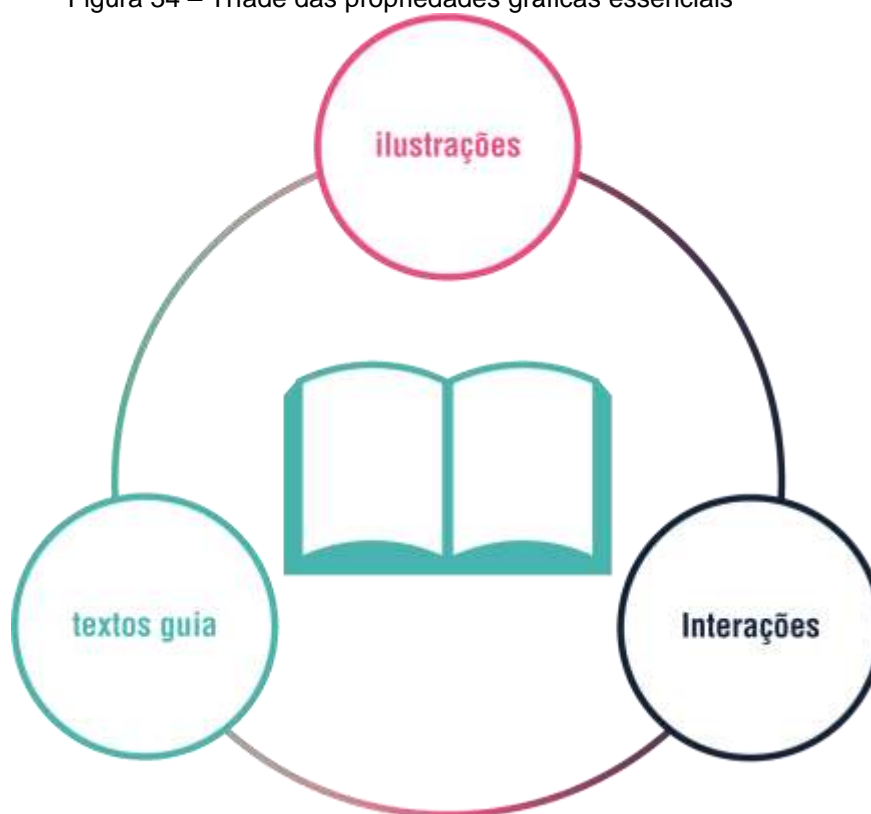 Figura 34 – Tríade das propriedades gráficas essenciais
ilustrações
textos guia
Interações